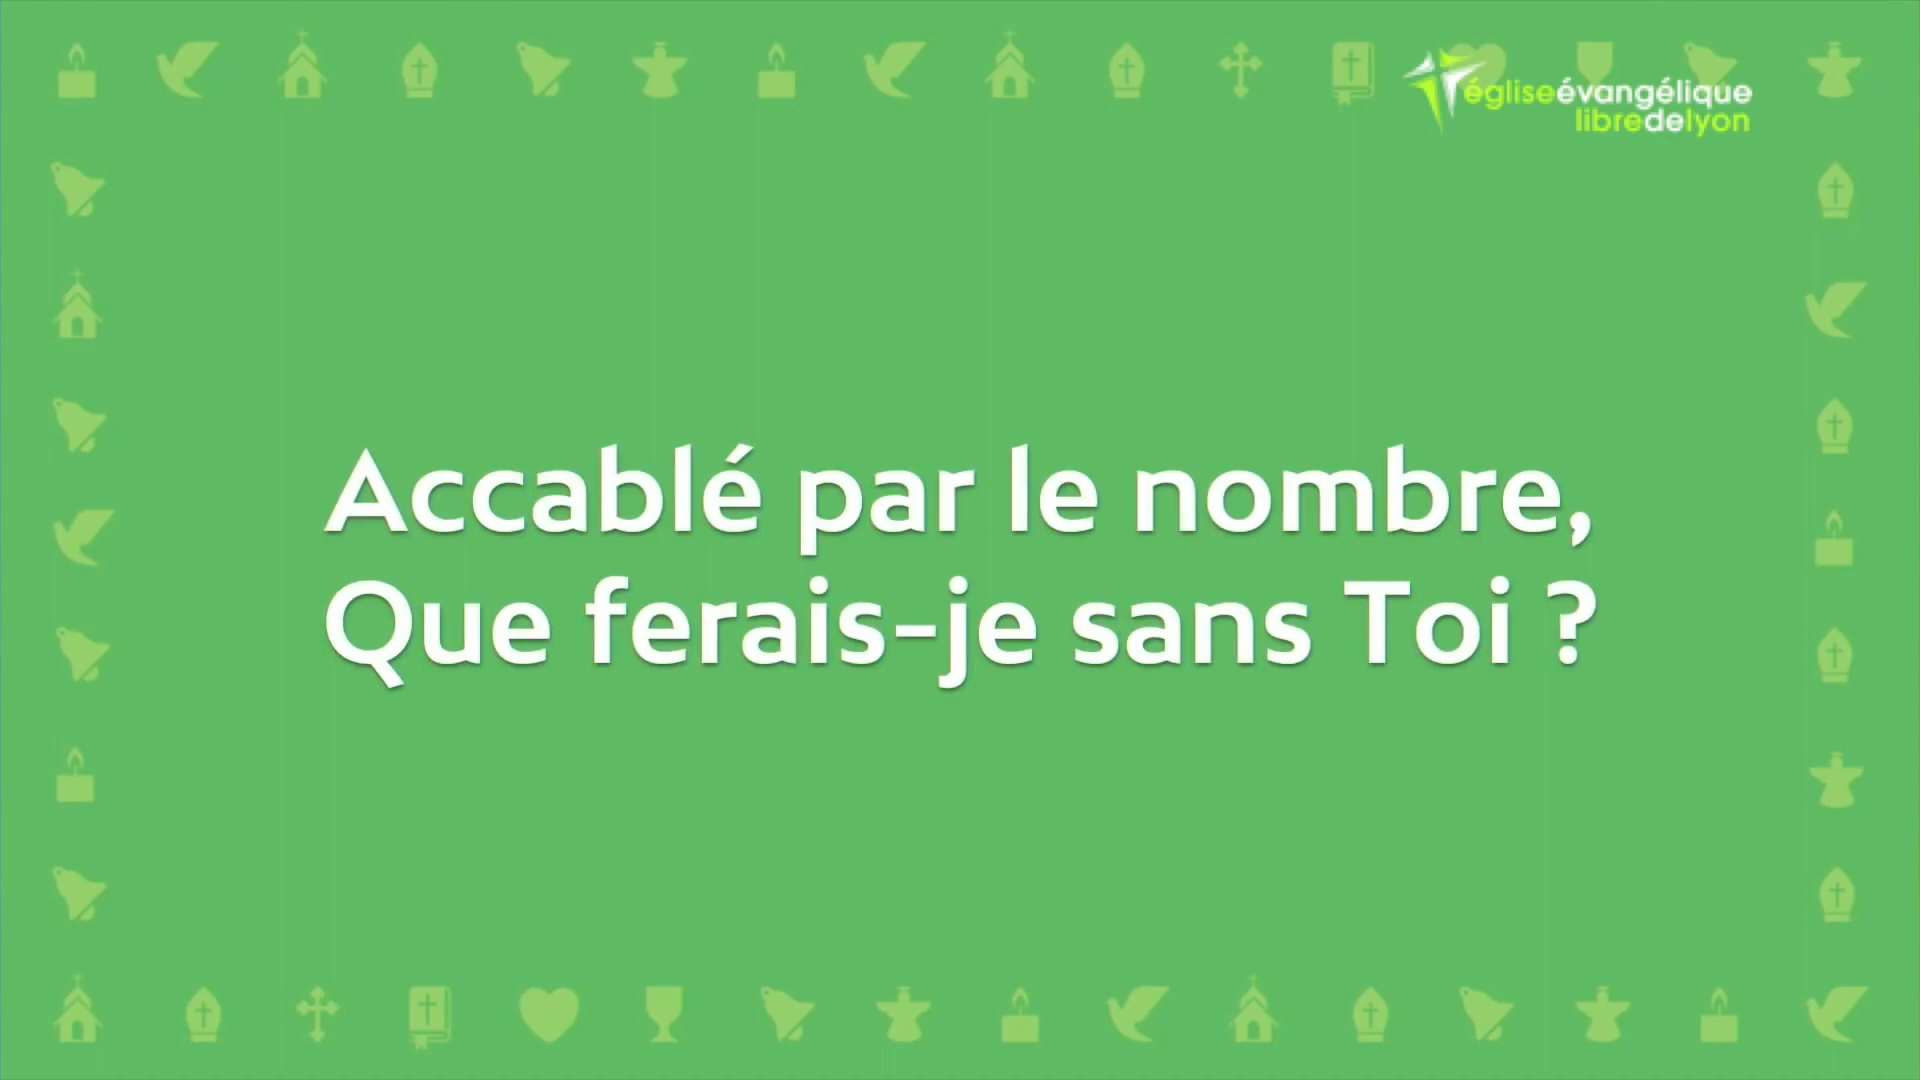 égliseévangélique
libredelyon
Accablé par le nombre,
Que ferais-je sans Toi ?